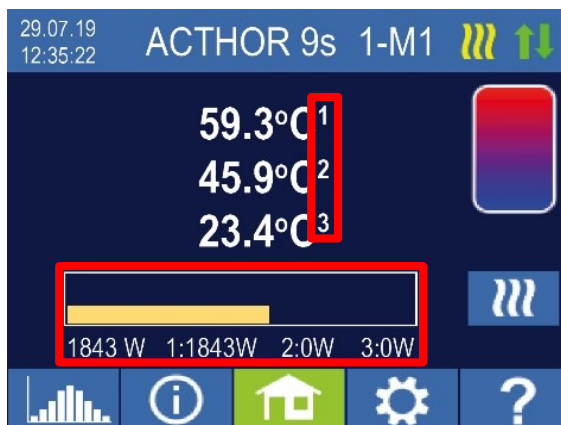 29.07.19
12:35:22
ACTHOR 9s 1-M1
59.3°C 1
45.9°C 2
23.4°C 3
1843 W 1:1843W 2:0W 3:0W
i
?